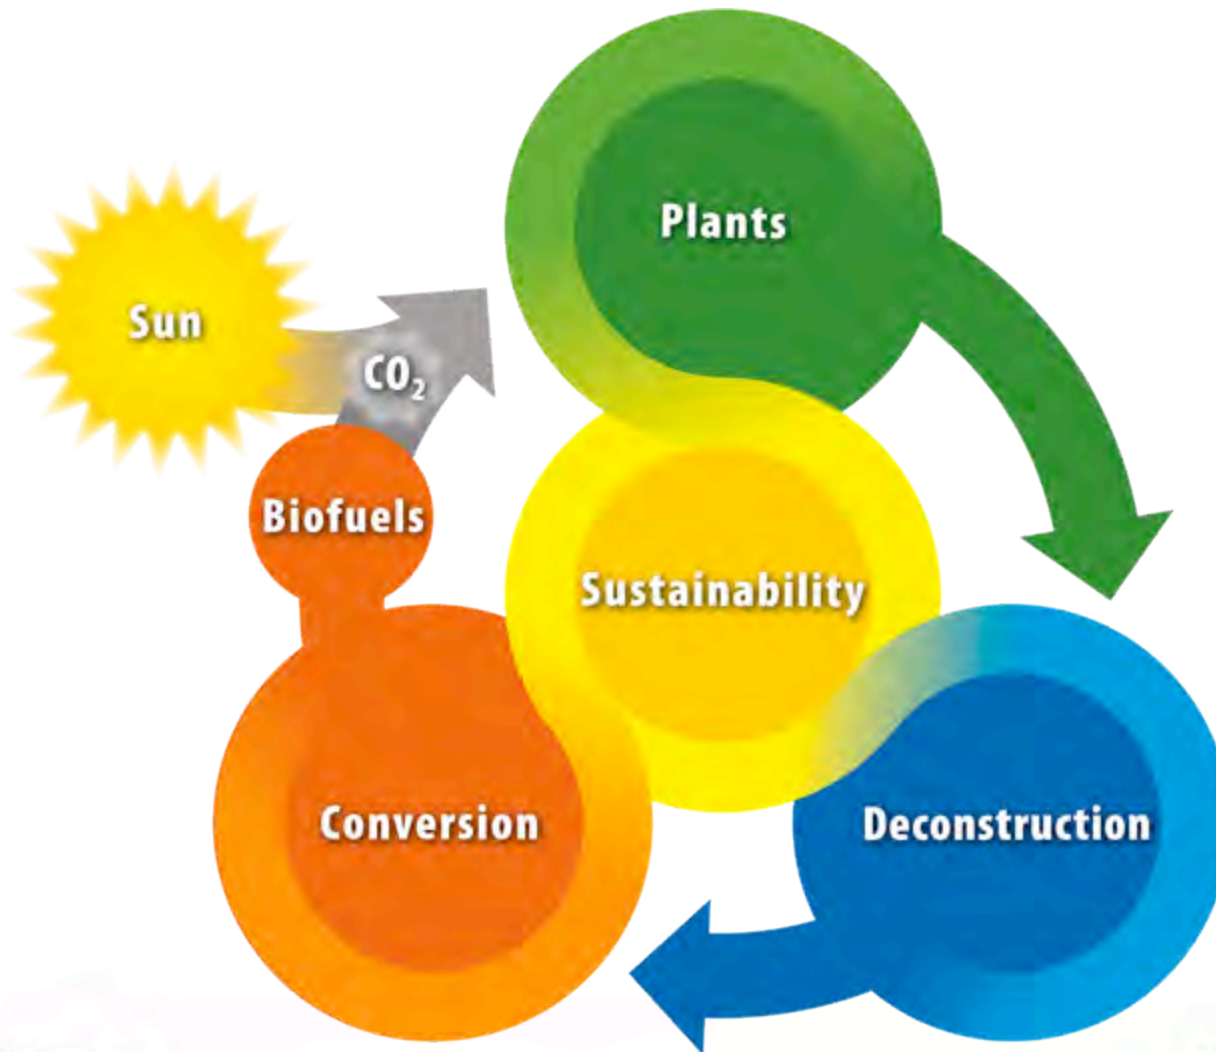 Plants
Sun
CO₂
Biofuels
Sustainability
Conversion
Deconstruction